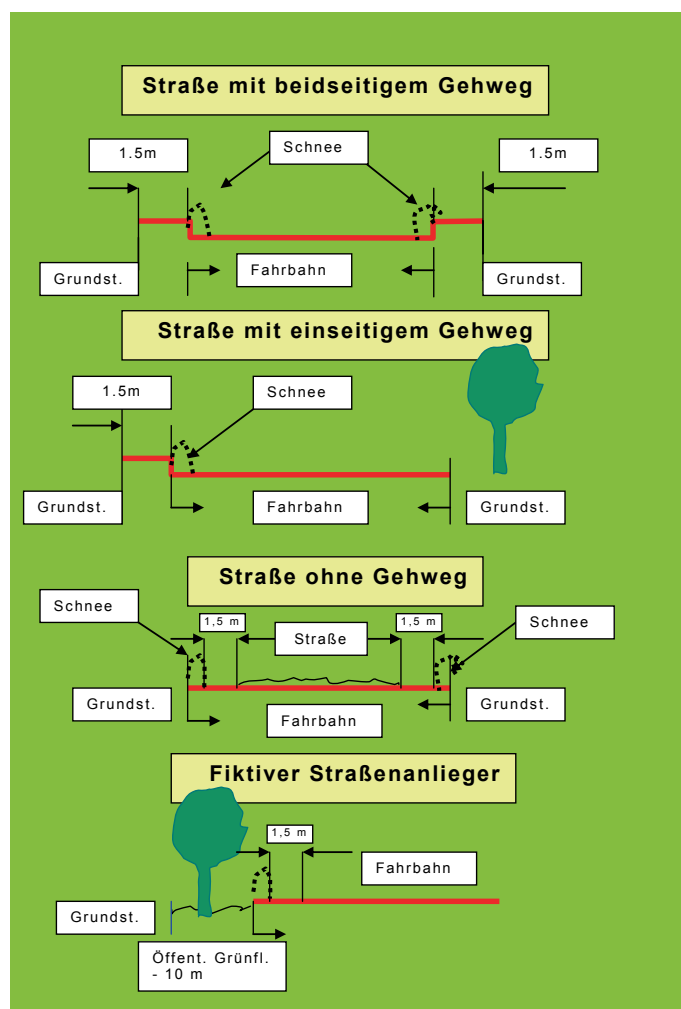 Straße mit beidseitigem Gehweg
1.5m
Schnee
1.5m
Grundst.
Fahrbahn
Grundst.
Straße mit einseitigem Gehweg
1.5m
Schnee
Grundst.
Fahrbahn
Grundst.
Straße ohne Gehweg
Schnee
1,5 m
Straße
1,5 m
Schnee
Grundst.
Fahrbahn
Grundst.
Fiktiver Straßenanlieger
1,5 m
Fahrbahn
Grundst.
Öffent. Grünfl.
- 10 m